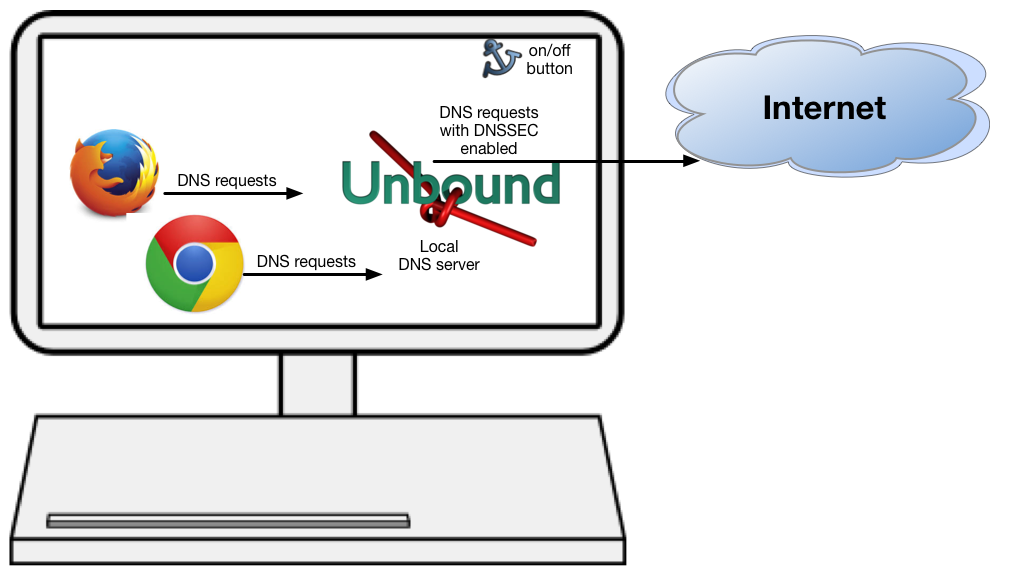 on/off
button
DNS requests
with DNSSEC
enabled
Internet
DNS requests
Unbound
DNS requests
Local
DNS server